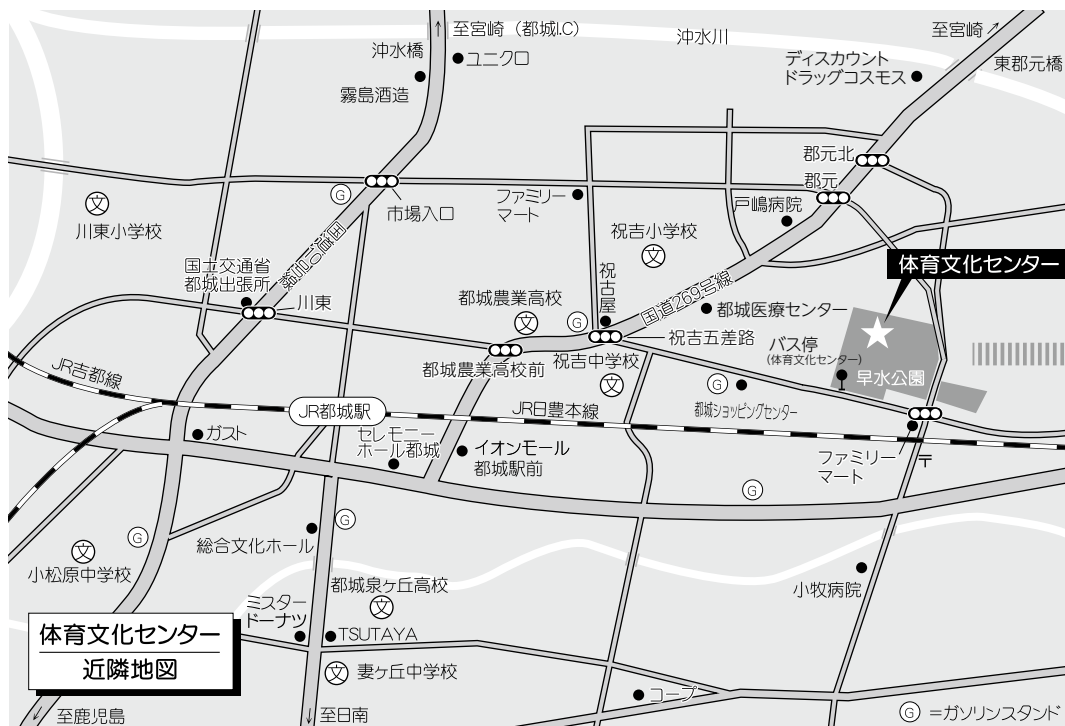 ↑ 至宮崎（都城I.C）
沖水橋
ユニクロ
沖水川
至宮崎↗
ディスカウント
ドラッグコスモス
東郡元橋
霧島酒造
郡元北
郡元
G
市場入口
ファミリー
マート
戸嶋病院
文
川東小学校
祝吉小学校
文
国道10号線
国土交通省
都城出張所
川東
都城農業高校
文
G
祝吉屋
国道269号線
都城医療センター
体育文化センター
祝吉五差路
バス停
(体育文化センター)
都城農業高校前
祝吉中学校
文
早水公園
JR吉都線
JR都城駅
JR日豊本線
G
都城ショッピングセンター
ガスト
セレモニー
ホール都城
イオンモール
都城駅前
ファミリー
マート
〒
G
G
G
総合文化ホール
文
小松原中学校
都城泉ヶ丘高校
文
小牧病院
ミスター
ドーナツ
TSUTAYA
体育文化センター
近隣地図
文
妻ヶ丘中学校
コープ
↙至鹿児島
↓至日南
G =ガソリンスタンド